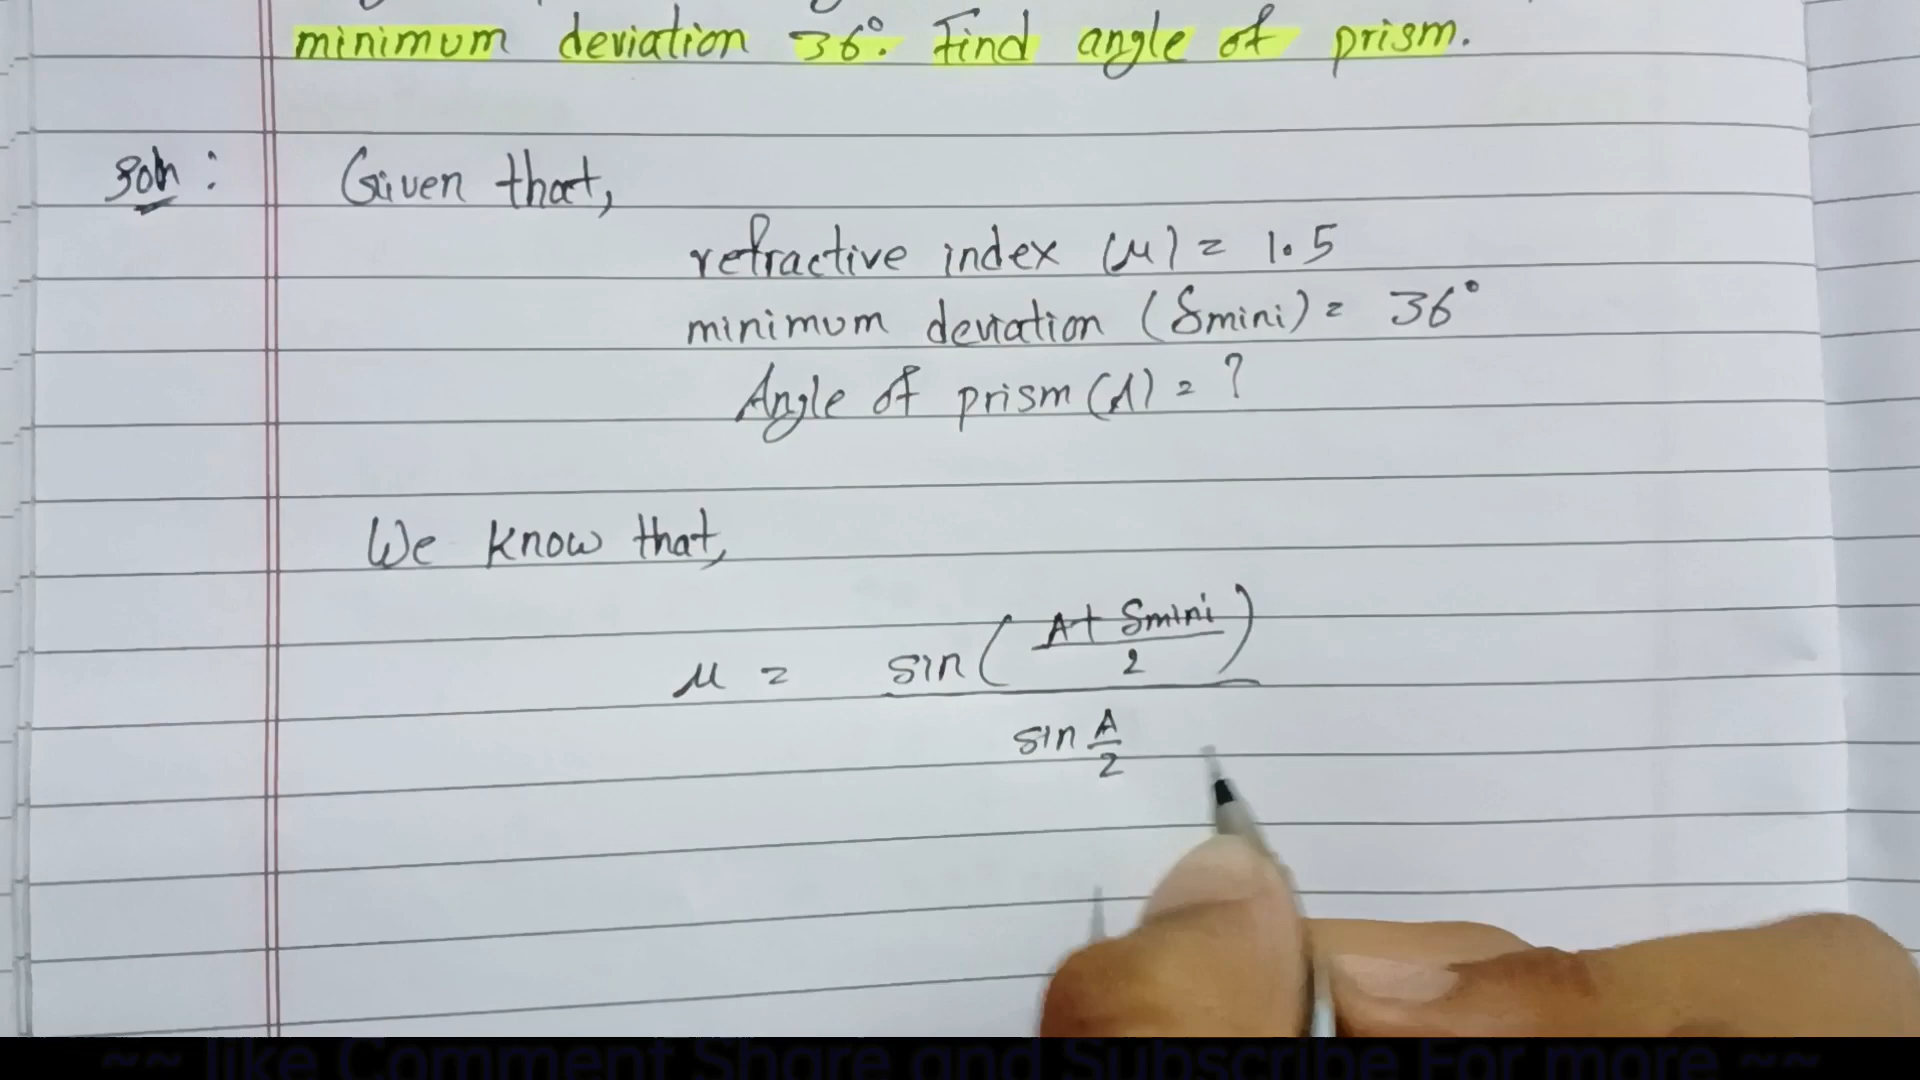 minimum deviation 36°. Find angle of prism.
Soln : Given that,
refractive index (μ) = 1.5
minimum deviation (δmini) = 36°
Angle of prism (A) = ?
We know that,
μ = sin ( A + δmini / 2 ) / sin A/2
~~ like Comment Share and Subscribe For more ~~